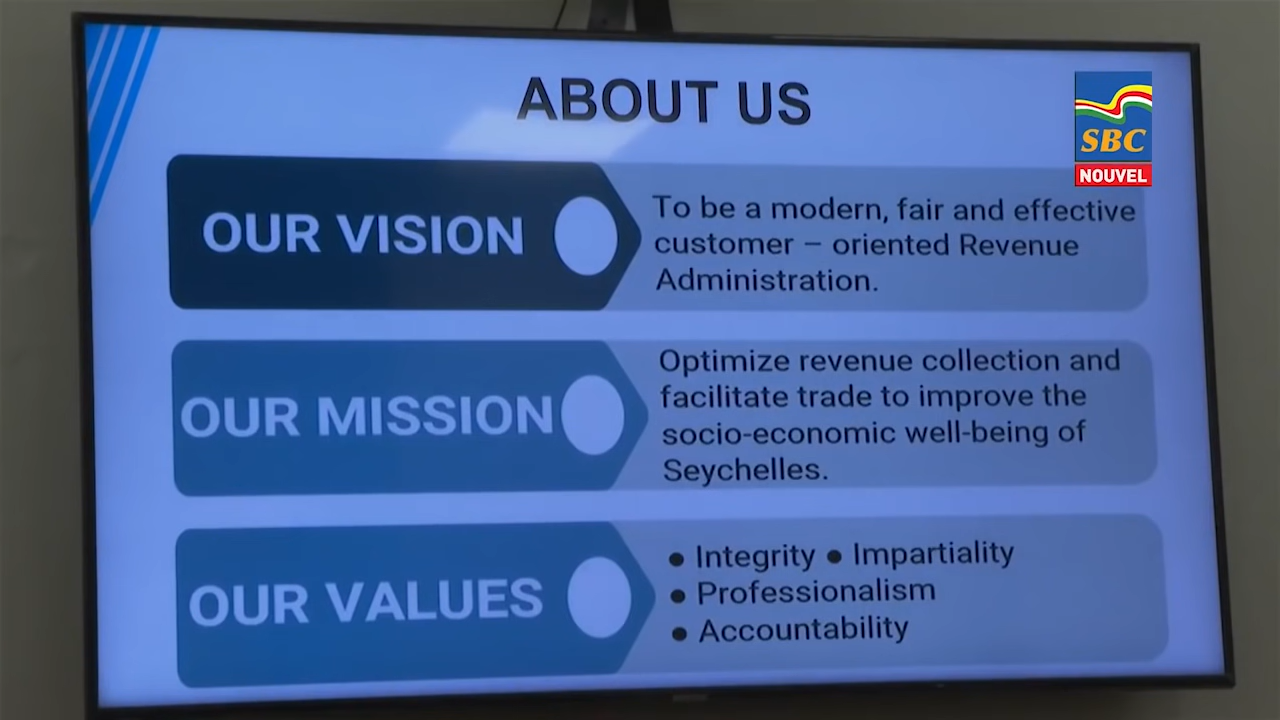 ABOUT US
SBC
NOUVEL
OUR VISION
To be a modern, fair and effective
customer – oriented Revenue
Administration.
OUR MISSION
Optimize revenue collection and
facilitate trade to improve the
socio-economic well-being of
Seychelles.
OUR VALUES
● Integrity ● Impartiality
● Professionalism
● Accountability